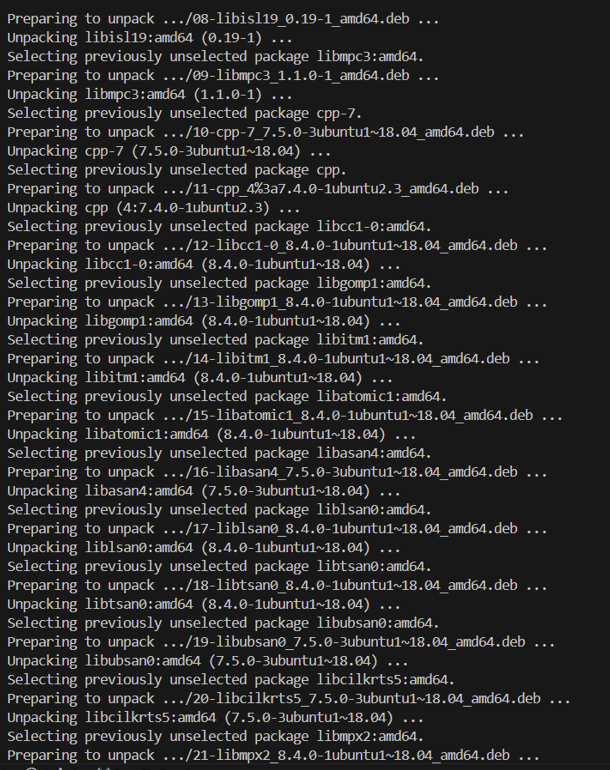 Preparing to unpack .../08-libisl19_0.19-1_amd64.deb ...
Unpacking libisl19:amd64 (0.19-1) ...
Selecting previously unselected package libmpc3:amd64.
Preparing to unpack .../09-libmpc3_1.1.0-1_amd64.deb ...
Unpacking libmpc3:amd64 (1.1.0-1) ...
Selecting previously unselected package cpp-7.
Preparing to unpack .../10-cpp-7_7.5.0-3ubuntu1~18.04_amd64.deb ...
Unpacking cpp-7 (7.5.0-3ubuntu1~18.04) ...
Selecting previously unselected package cpp.
Preparing to unpack .../11-cpp_4%3a7.4.0-1ubuntu2.3_amd64.deb ...
Unpacking cpp (4:7.4.0-1ubuntu2.3) ...
Selecting previously unselected package libcc1-0:amd64.
Preparing to unpack .../12-libcc1-0_8.4.0-1ubuntu1~18.04_amd64.deb ...
Unpacking libcc1-0:amd64 (8.4.0-1ubuntu1~18.04) ...
Selecting previously unselected package libgomp1:amd64.
Preparing to unpack .../13-libgomp1_8.4.0-1ubuntu1~18.04_amd64.deb ...
Unpacking libgomp1:amd64 (8.4.0-1ubuntu1~18.04) ...
Selecting previously unselected package libitm1:amd64.
Preparing to unpack .../14-libitm1_8.4.0-1ubuntu1~18.04_amd64.deb ...
Unpacking libitm1:amd64 (8.4.0-1ubuntu1~18.04) ...
Selecting previously unselected package libatomic1:amd64.
Preparing to unpack .../15-libatomic1_8.4.0-1ubuntu1~18.04_amd64.deb ...
Unpacking libatomic1:amd64 (8.4.0-1ubuntu1~18.04) ...
Selecting previously unselected package libasan4:amd64.
Preparing to unpack .../16-libasan4_7.5.0-3ubuntu1~18.04_amd64.deb ...
Unpacking libasan4:amd64 (7.5.0-3ubuntu1~18.04) ...
Selecting previously unselected package liblsan0:amd64.
Preparing to unpack .../17-liblsan0_8.4.0-1ubuntu1~18.04_amd64.deb ...
Unpacking liblsan0:amd64 (8.4.0-1ubuntu1~18.04) ...
Selecting previously unselected package libtsan0:amd64.
Preparing to unpack .../18-libtsan0_8.4.0-1ubuntu1~18.04_amd64.deb ...
Unpacking libtsan0:amd64 (8.4.0-1ubuntu1~18.04) ...
Selecting previously unselected package libubsan0:amd64.
Preparing to unpack .../19-libubsan0_7.5.0-3ubuntu1~18.04_amd64.deb ...
Unpacking libubsan0:amd64 (7.5.0-3ubuntu1~18.04) ...
Selecting previously unselected package libcilkrts5:amd64.
Preparing to unpack .../20-libcilkrts5_7.5.0-3ubuntu1~18.04_amd64.deb ...
Unpacking libcilkrts5:amd64 (7.5.0-3ubuntu1~18.04) ...
Selecting previously unselected package libmpx2:amd64.
Preparing to unpack .../21-libmpx2_8.4.0-1ubuntu1~18.04_amd64.deb ...